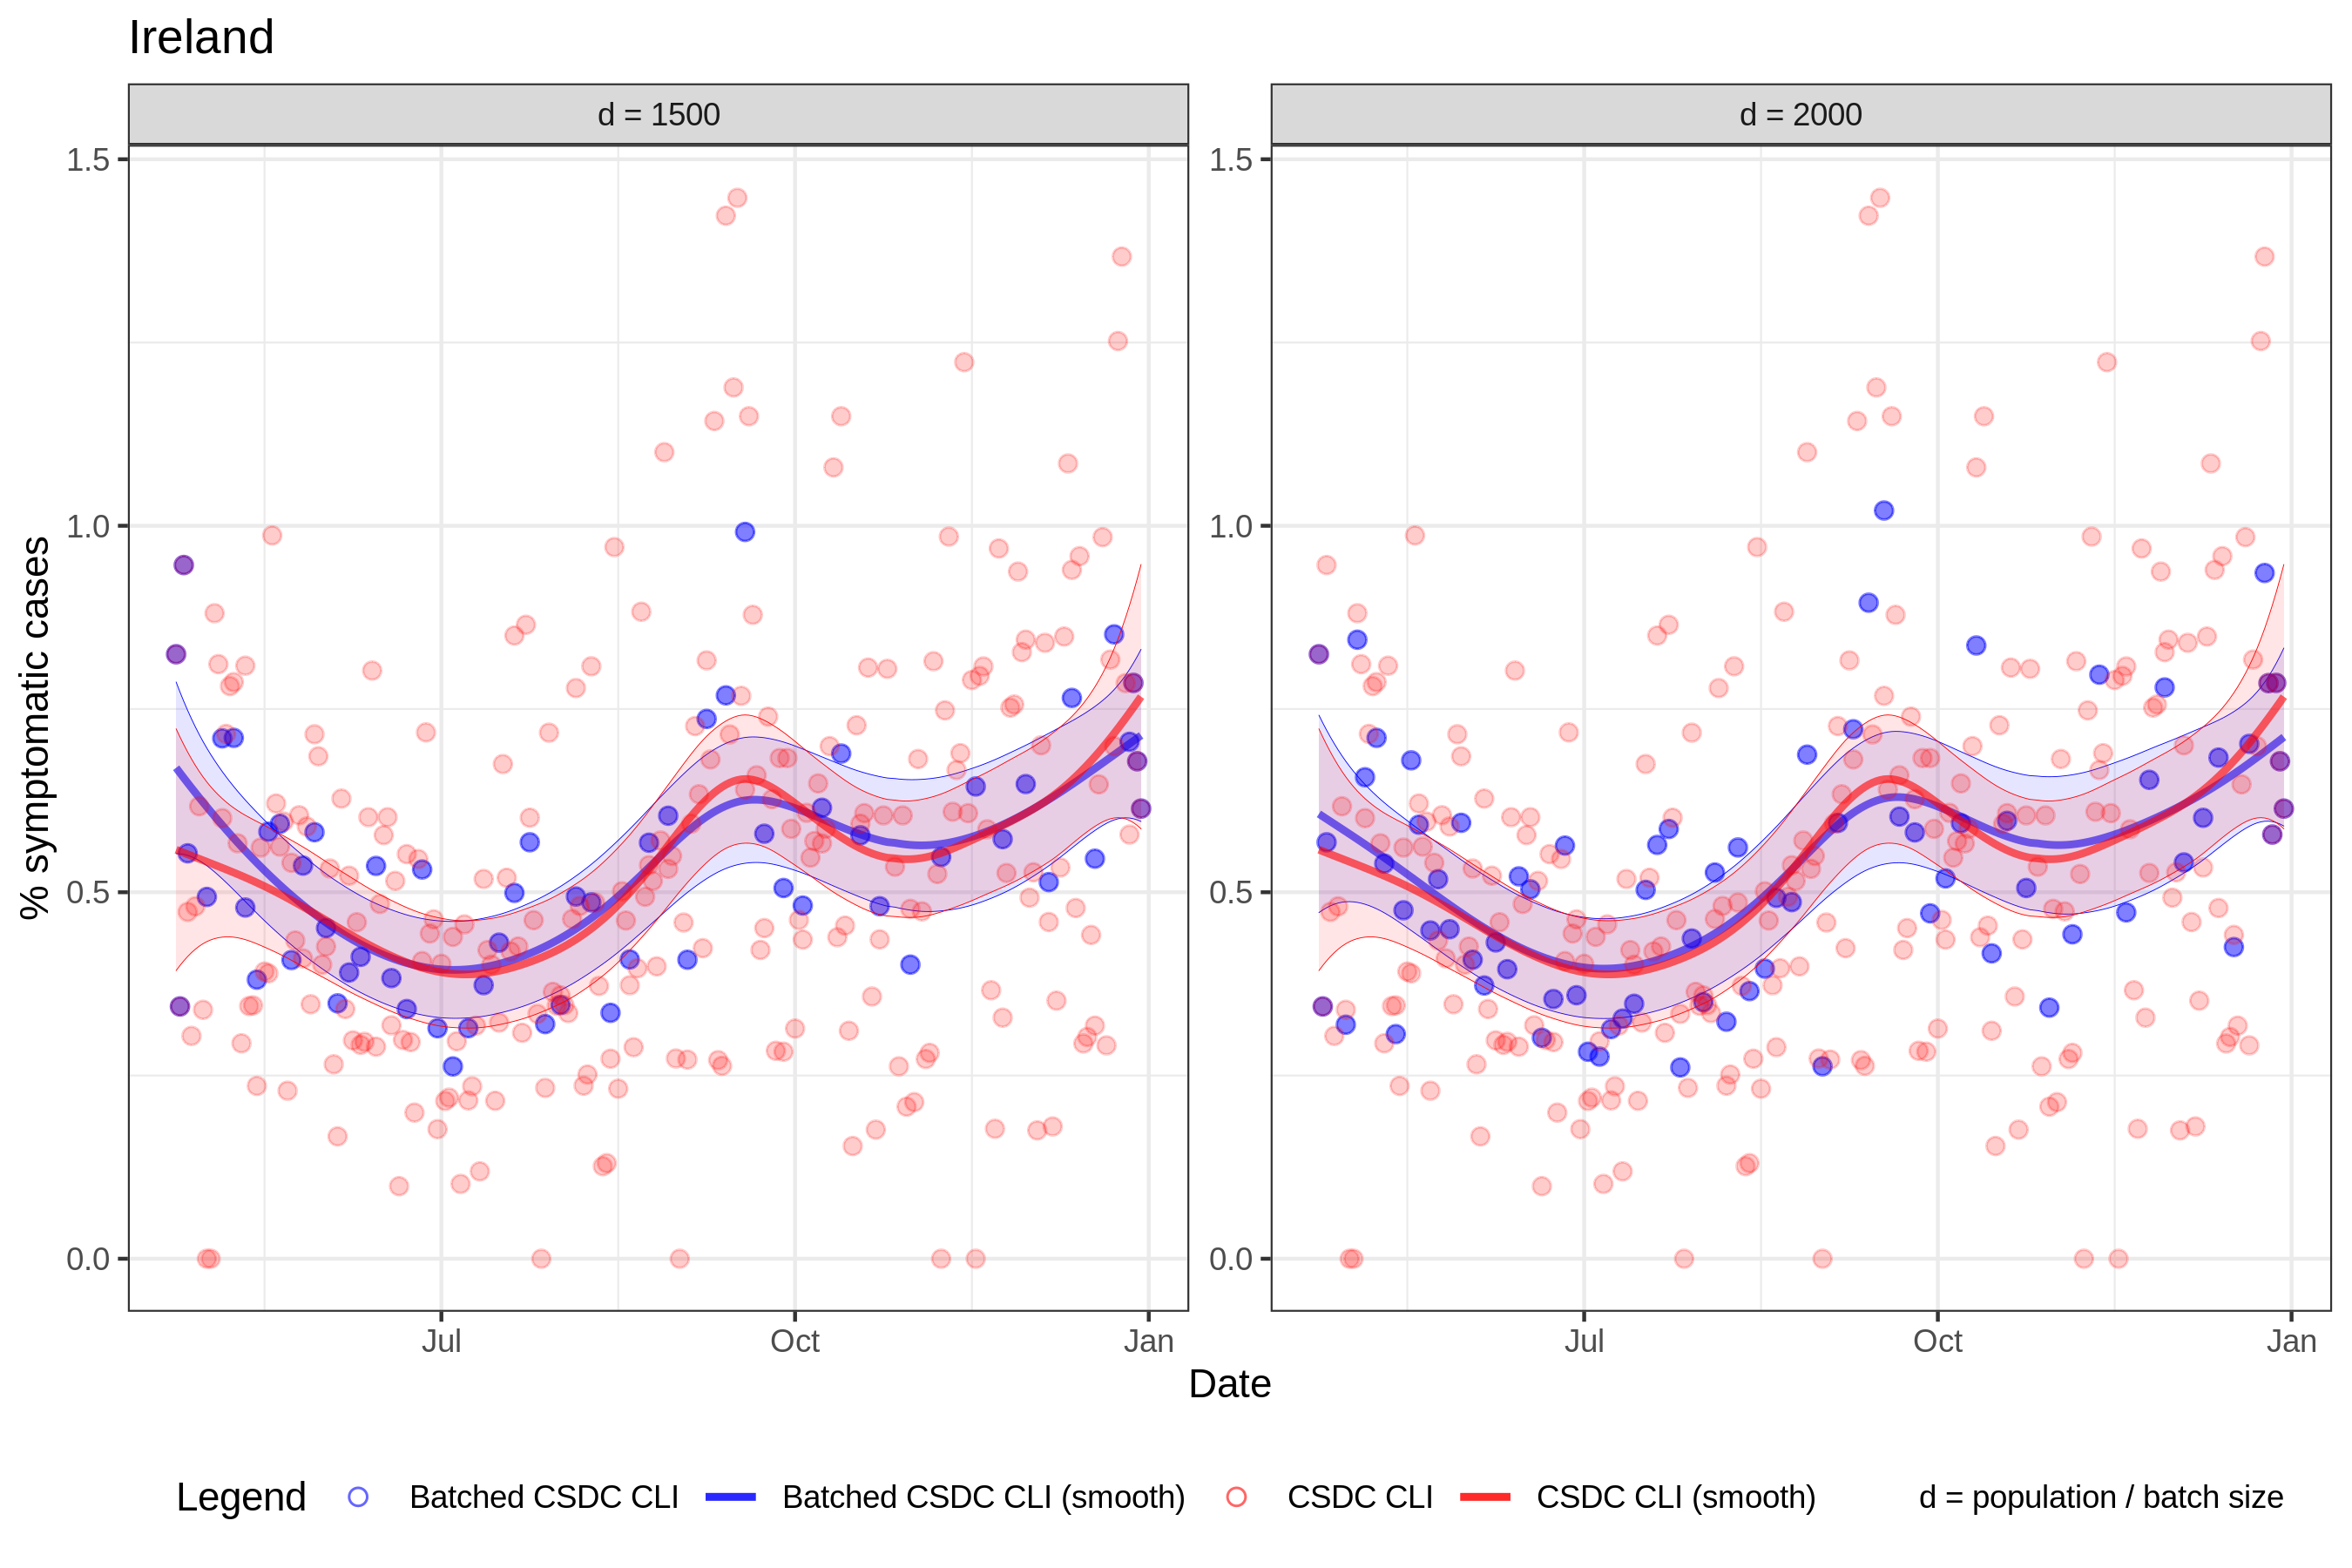 Ireland
d = 1500
d = 2000
% symptomatic cases
1.5
1.0
0.5
0.0
1.5
1.0
0.5
0.0
Jul
Oct
Jan
Jul
Oct
Jan
Date
Legend
Batched CSDC CLI
Batched CSDC CLI (smooth)
CSDC CLI
CSDC CLI (smooth)
d = population / batch size